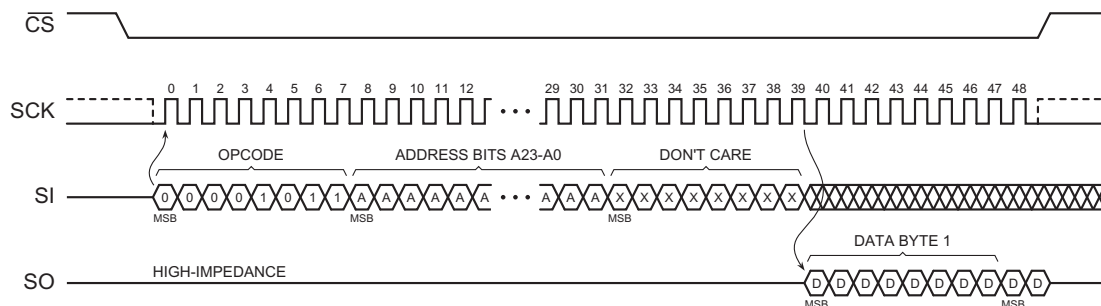 CS
0 1 2 3 4 5 6 7 8 9 10 11 12 29 30 31 32 33 34 35 36 37 38 39 40 41 42 43 44 45 46 47 48
SCK
OPCODE ADDRESS BITS A23-A0 DON'T CARE
SI 0 0 0 0 1 0 1 1 A A A A A A A A A X X X X X X X X
MSB MSB MSB
DATA BYTE 1
SO HIGH-IMPEDANCE D D D D D D D D D D
MSB MSB